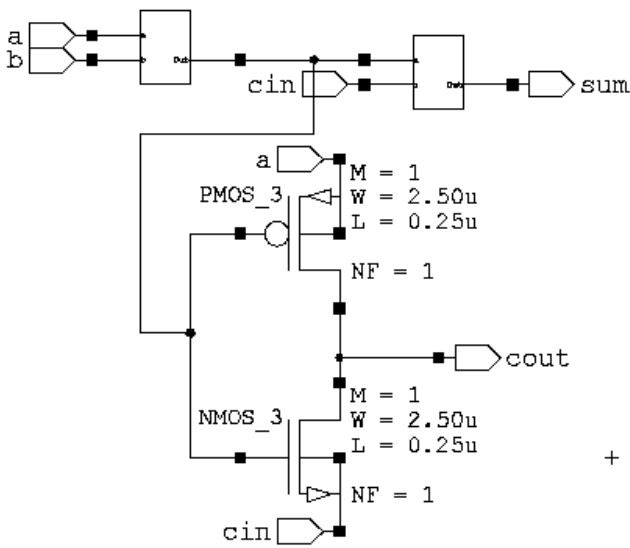 a
b
Out
cin
Out
sum
a
M = 1
PMOS_3
W = 2.50u
L = 0.25u
NF = 1
cout
M = 1
NMOS_3
W = 2.50u
L = 0.25u
NF = 1
cin